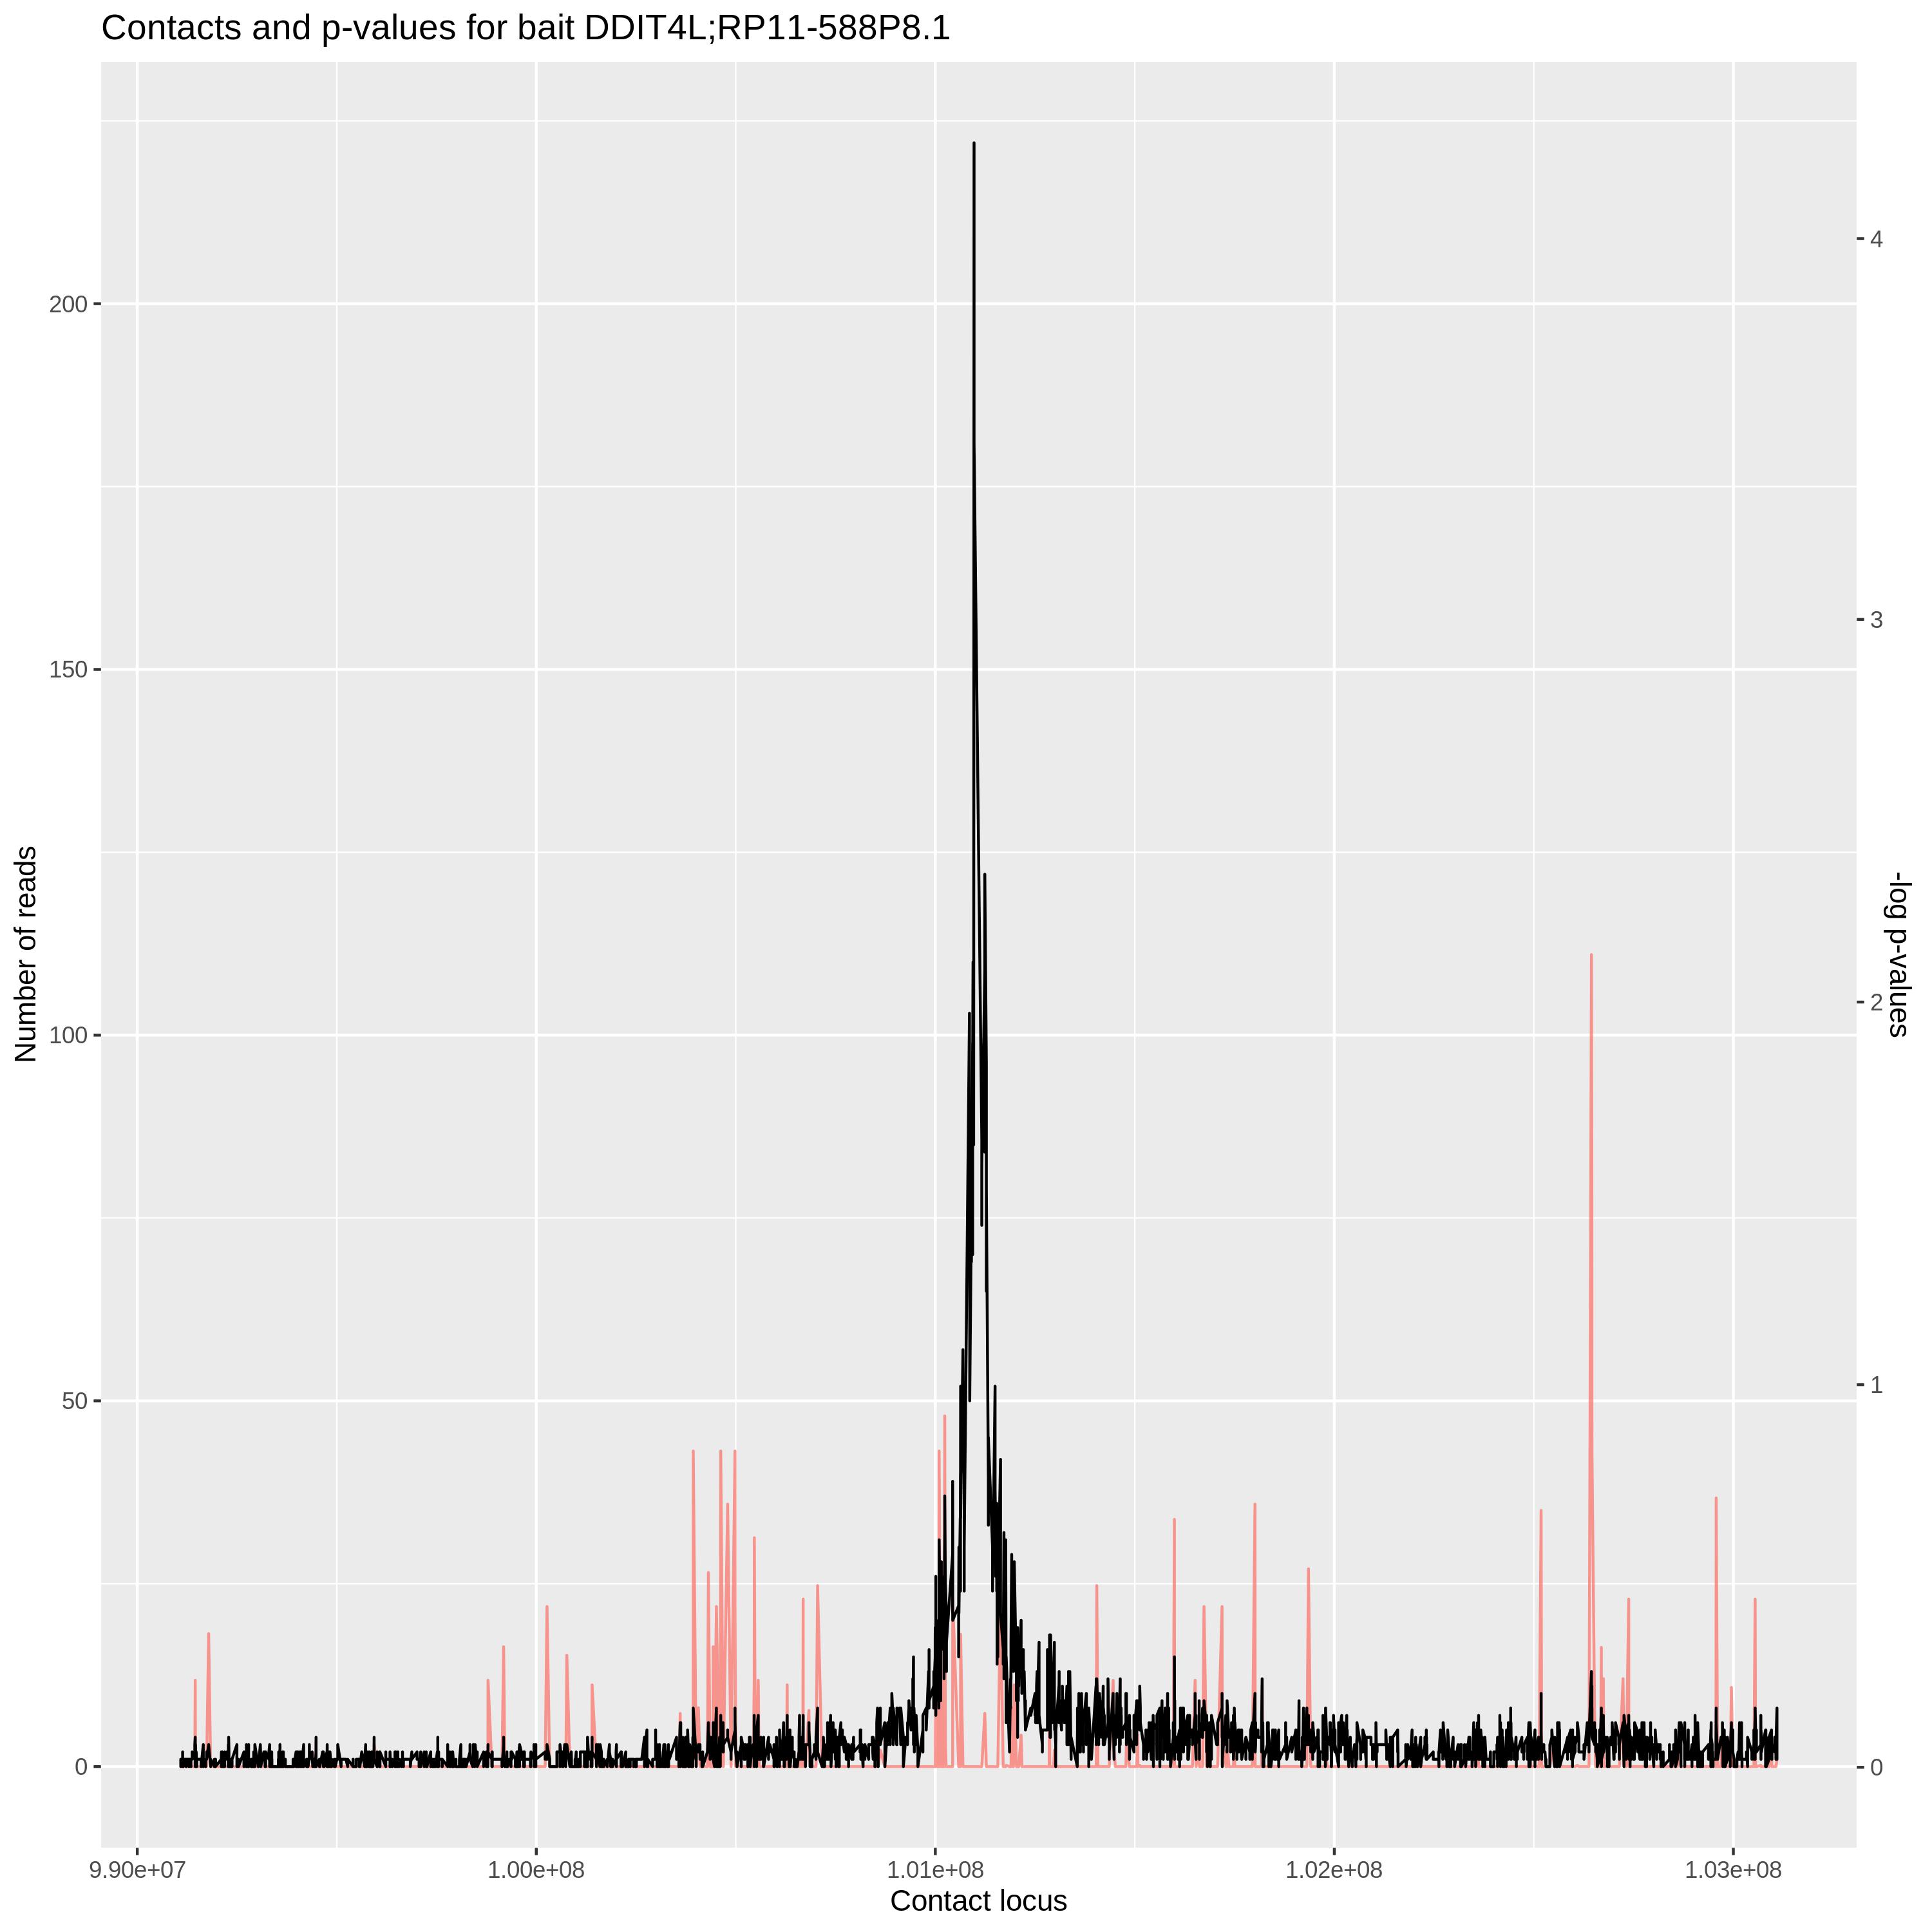 Contacts and p-values for bait DDIT4L;RP11-588P8.1
Number of reads
200
150
100
50
0
4
3
2
1
0
-log p-values
9.90e+07 1.00e+08 1.01e+08 1.02e+08 1.03e+08
Contact locus